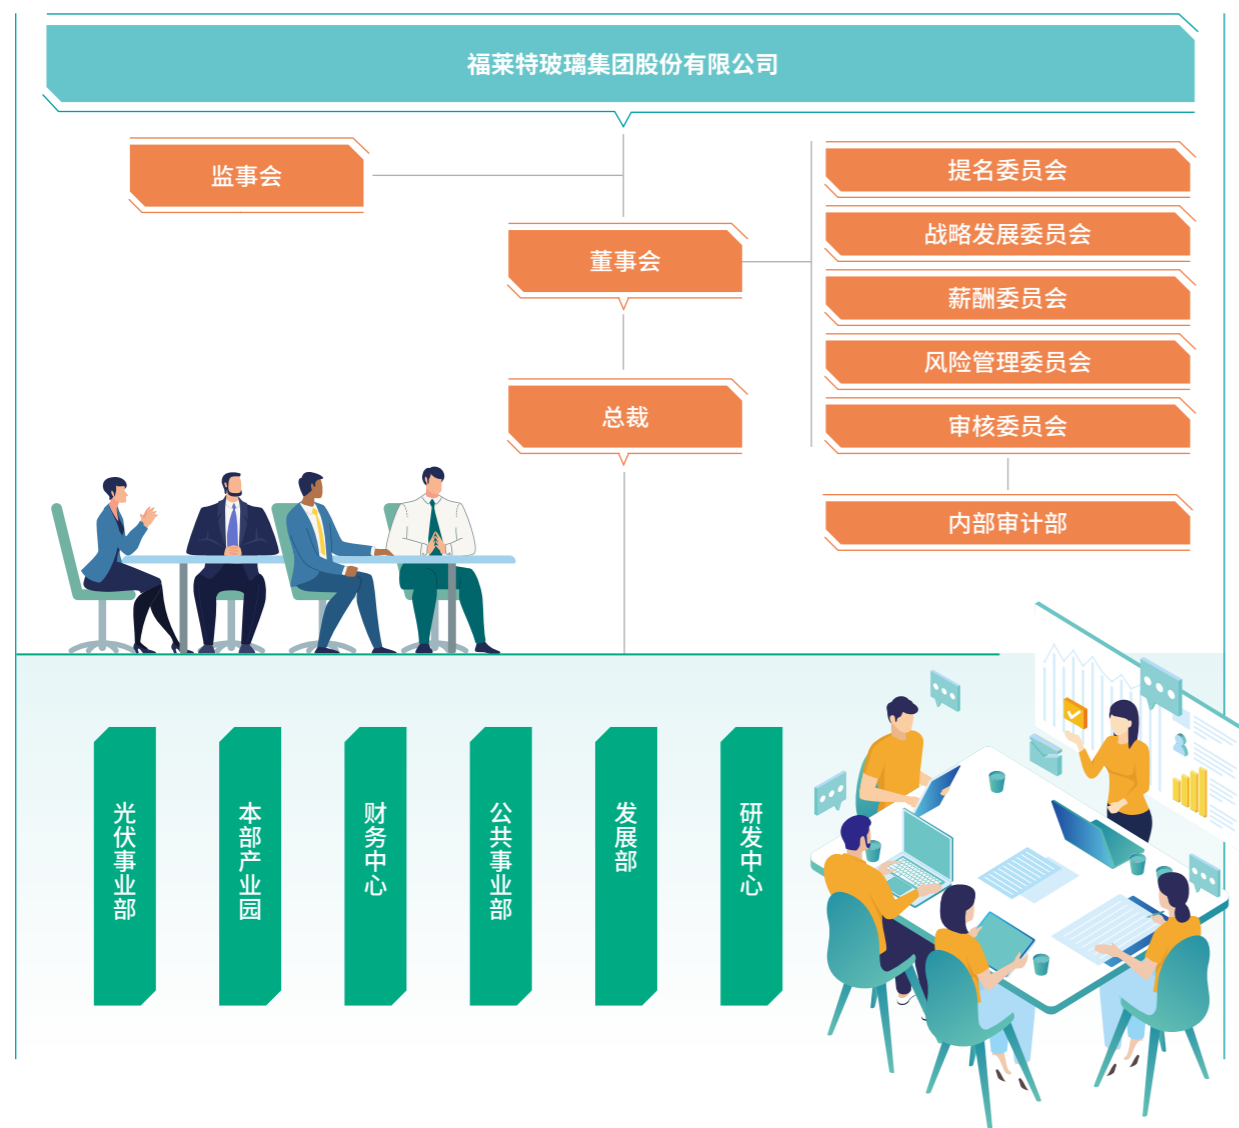 福莱特玻璃集团股份有限公司
监事会
董事会
总裁
提名委员会
战略发展委员会
薪酬委员会
风险管理委员会
审核委员会
内部审计部
光伏事业部
本部产业园
财务中心
公共事业部
发展部
研发中心